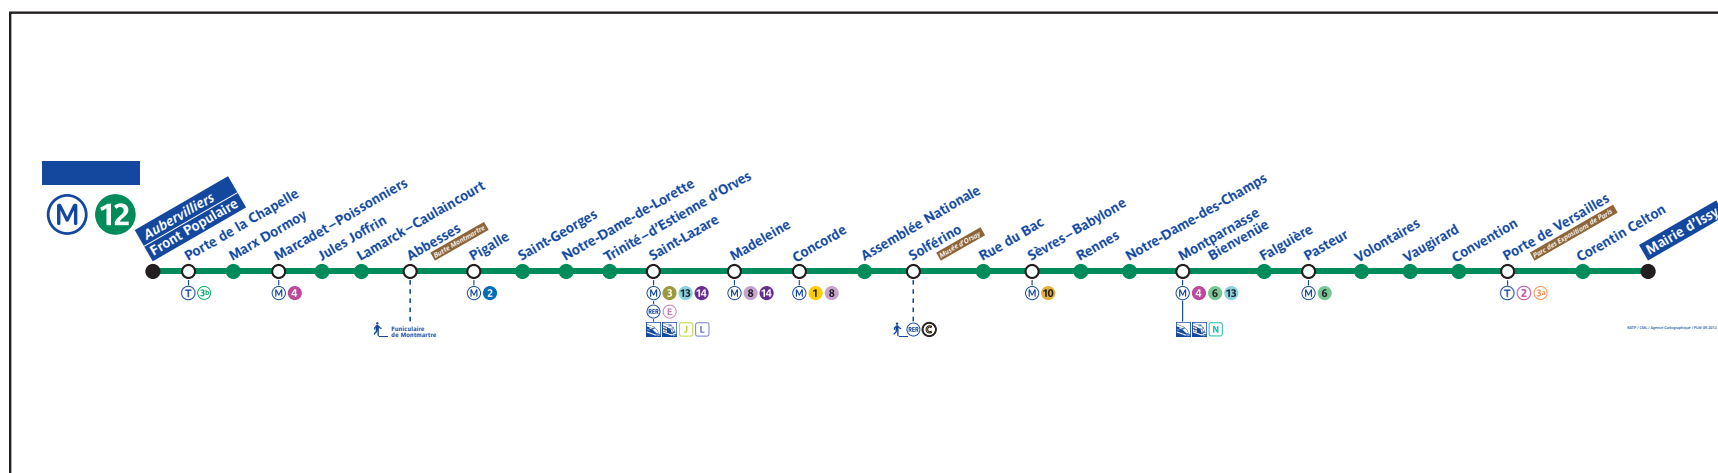 M 12
Aubervilliers
Front Populaire
Porte de la Chapelle
Marx Dormoy
Marcadet–Poissonniers
Jules Joffrin
Lamarck–Caulaincourt
Abbesses
Butte Montmartre
Pigalle
Saint-Georges
Notre-Dame-de-Lorette
Trinité–d'Estienne d'Orves
Saint-Lazare
Madeleine
Concorde
Assemblée Nationale
Solférino
Musée d'Orsay
Rue du Bac
Sèvres–Babylone
Rennes
Notre-Dame-des-Champs
Montparnasse
Bienvenüe
Falguière
Pasteur
Volontaires
Vaugirard
Convention
Porte de Versailles
Parc des Expositions de Paris
Corentin Celton
Mairie d'Issy
T 3b
M 4
M 2
M 3 13 14
RER E
J L
M 8 14
M 1 8
M 10
M 4 6 13
N
M 6
T 2 3a
Funiculaire
de Montmartre
RER C